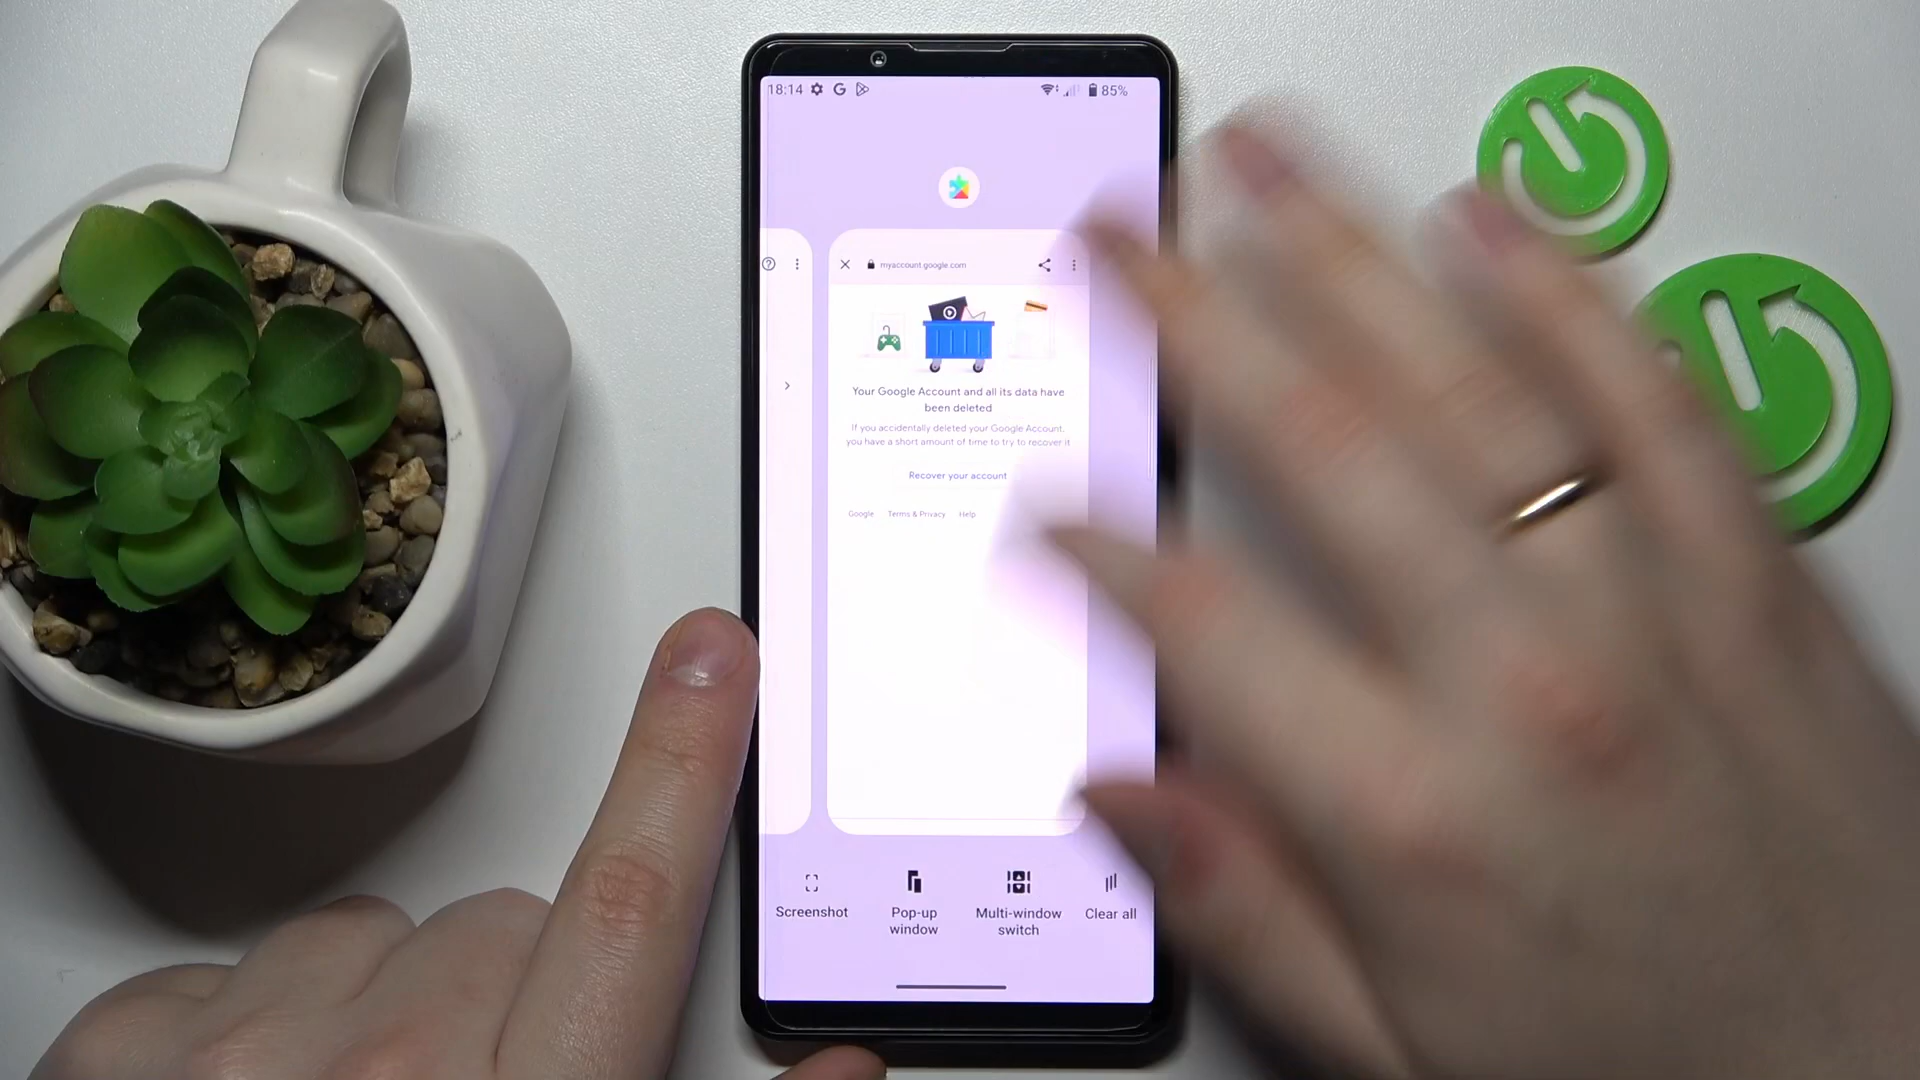 18:14 85%
myaccount.google.com
Your Google Account and all its data have
been deleted
If you accidentally deleted your Google Account,
you have a short amount of time to try to recover it
Recover your account
Google Terms & Privacy Help
Screenshot
Pop-up
window
Multi-window
switch
Clear all